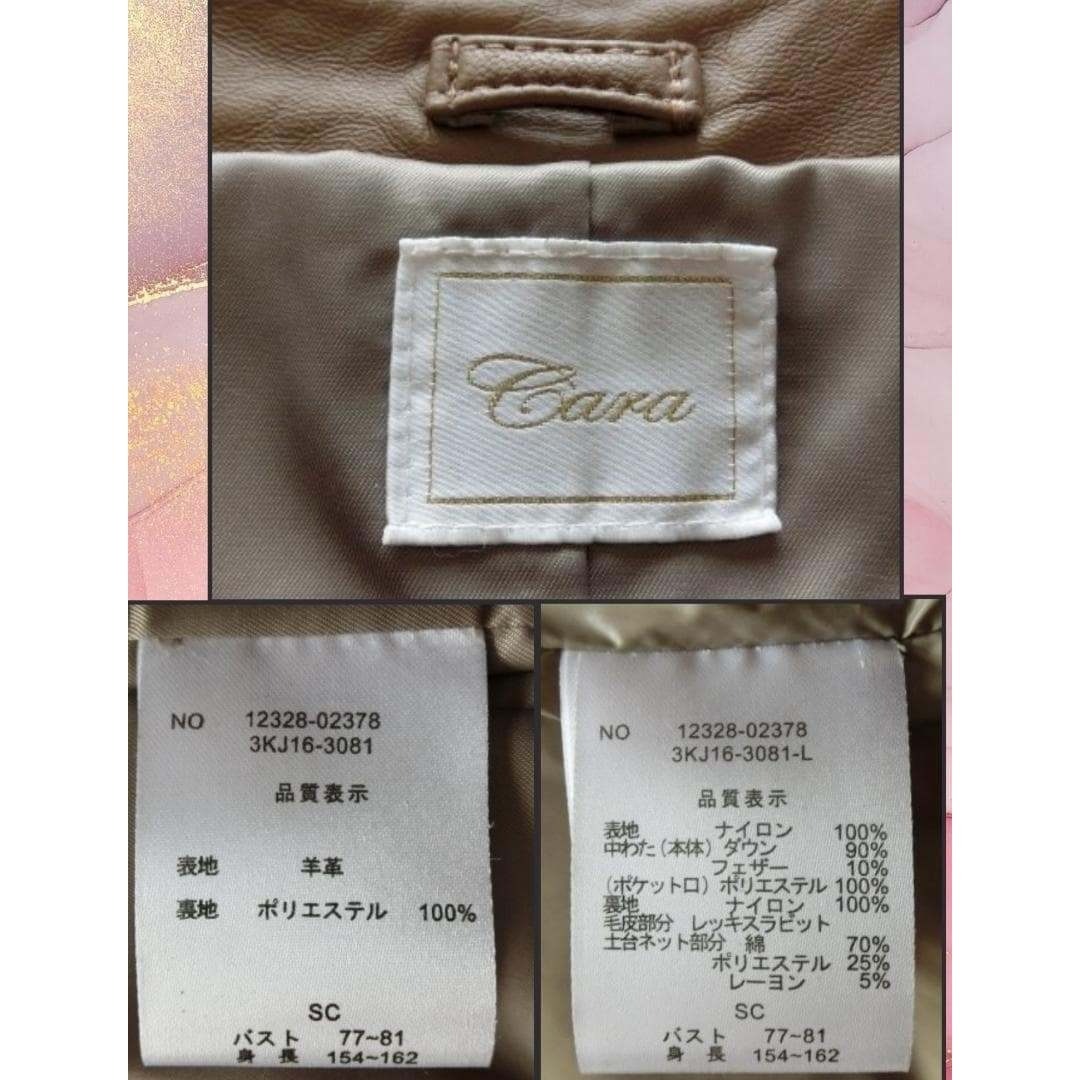 Cara
NO 12328-02378
3KJ16-3081
品質表示
表地 羊革
裏地 ポリエステル 100%
SC
バスト 77~81
身長 154~162
NO 12328-02378
3KJ16-3081-L
品質表示
表地 ナイロン 100%
中わた(本体) ダウン 90%
フェザー 10%
(ポケット口) ポリエステル 100%
裏地 ナイロン 100%
毛皮部分 レッキスラビット
土台ネット部分 綿 70%
ポリエステル 25%
レーヨン 5%
SC
バスト 77~81
身長 154~162